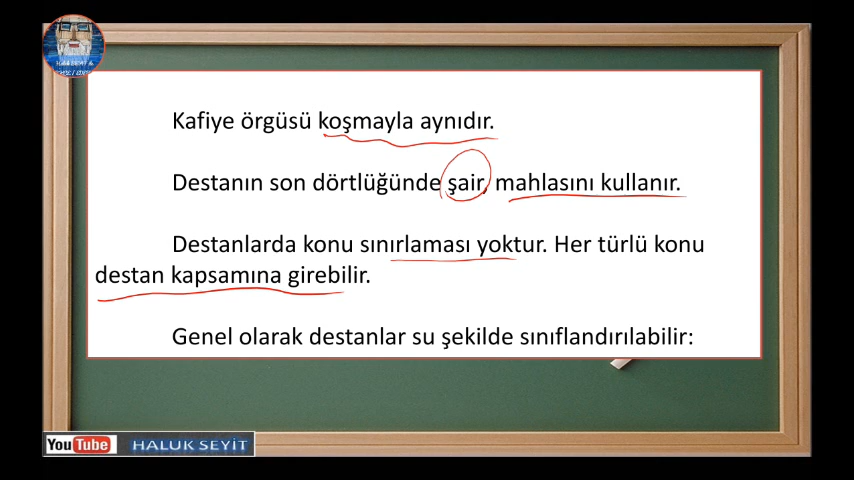 Kafiye örgüsü koşmayla aynıdır.
Destanın son dörtlüğünde şair, mahlasını kullanır.
Destanlarda konu sınırlaması yoktur. Her türlü konu
destan kapsamına girebilir.
Genel olarak destanlar su şekilde sınıflandırılabilir:
YouTube HALUK SEYİT